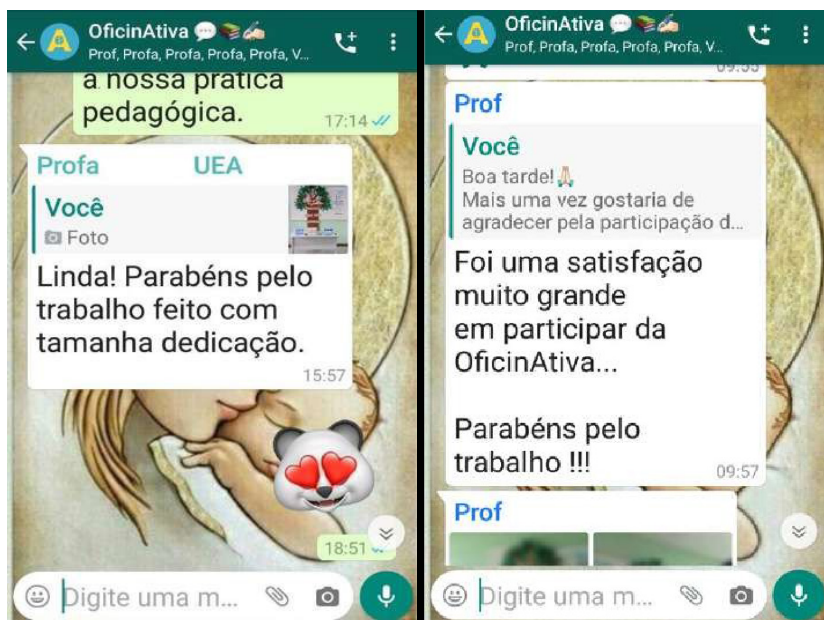 OficinAtiva 💬📚✍🏻
Prof, Profa, Profa, Profa, Profa, V...
a nossa prática
pedagógica.
17:14
Profa UEA
Você
Foto
Linda! Parabéns pelo
trabalho feito com
tamanha dedicação.
15:57
18:51
Digite uma m...
OficinAtiva 💬📚✍🏻
Prof, Profa, Profa, Profa, Profa, V...
09:55
Prof
Você
Boa tarde!🙏🏻
Mais uma vez gostaria de
agradecer pela participação d...
Foi uma satisfação
muito grande
em participar da
OficinAtiva...
Parabéns pelo
trabalho !!!
09:57
Prof
Digite uma m...